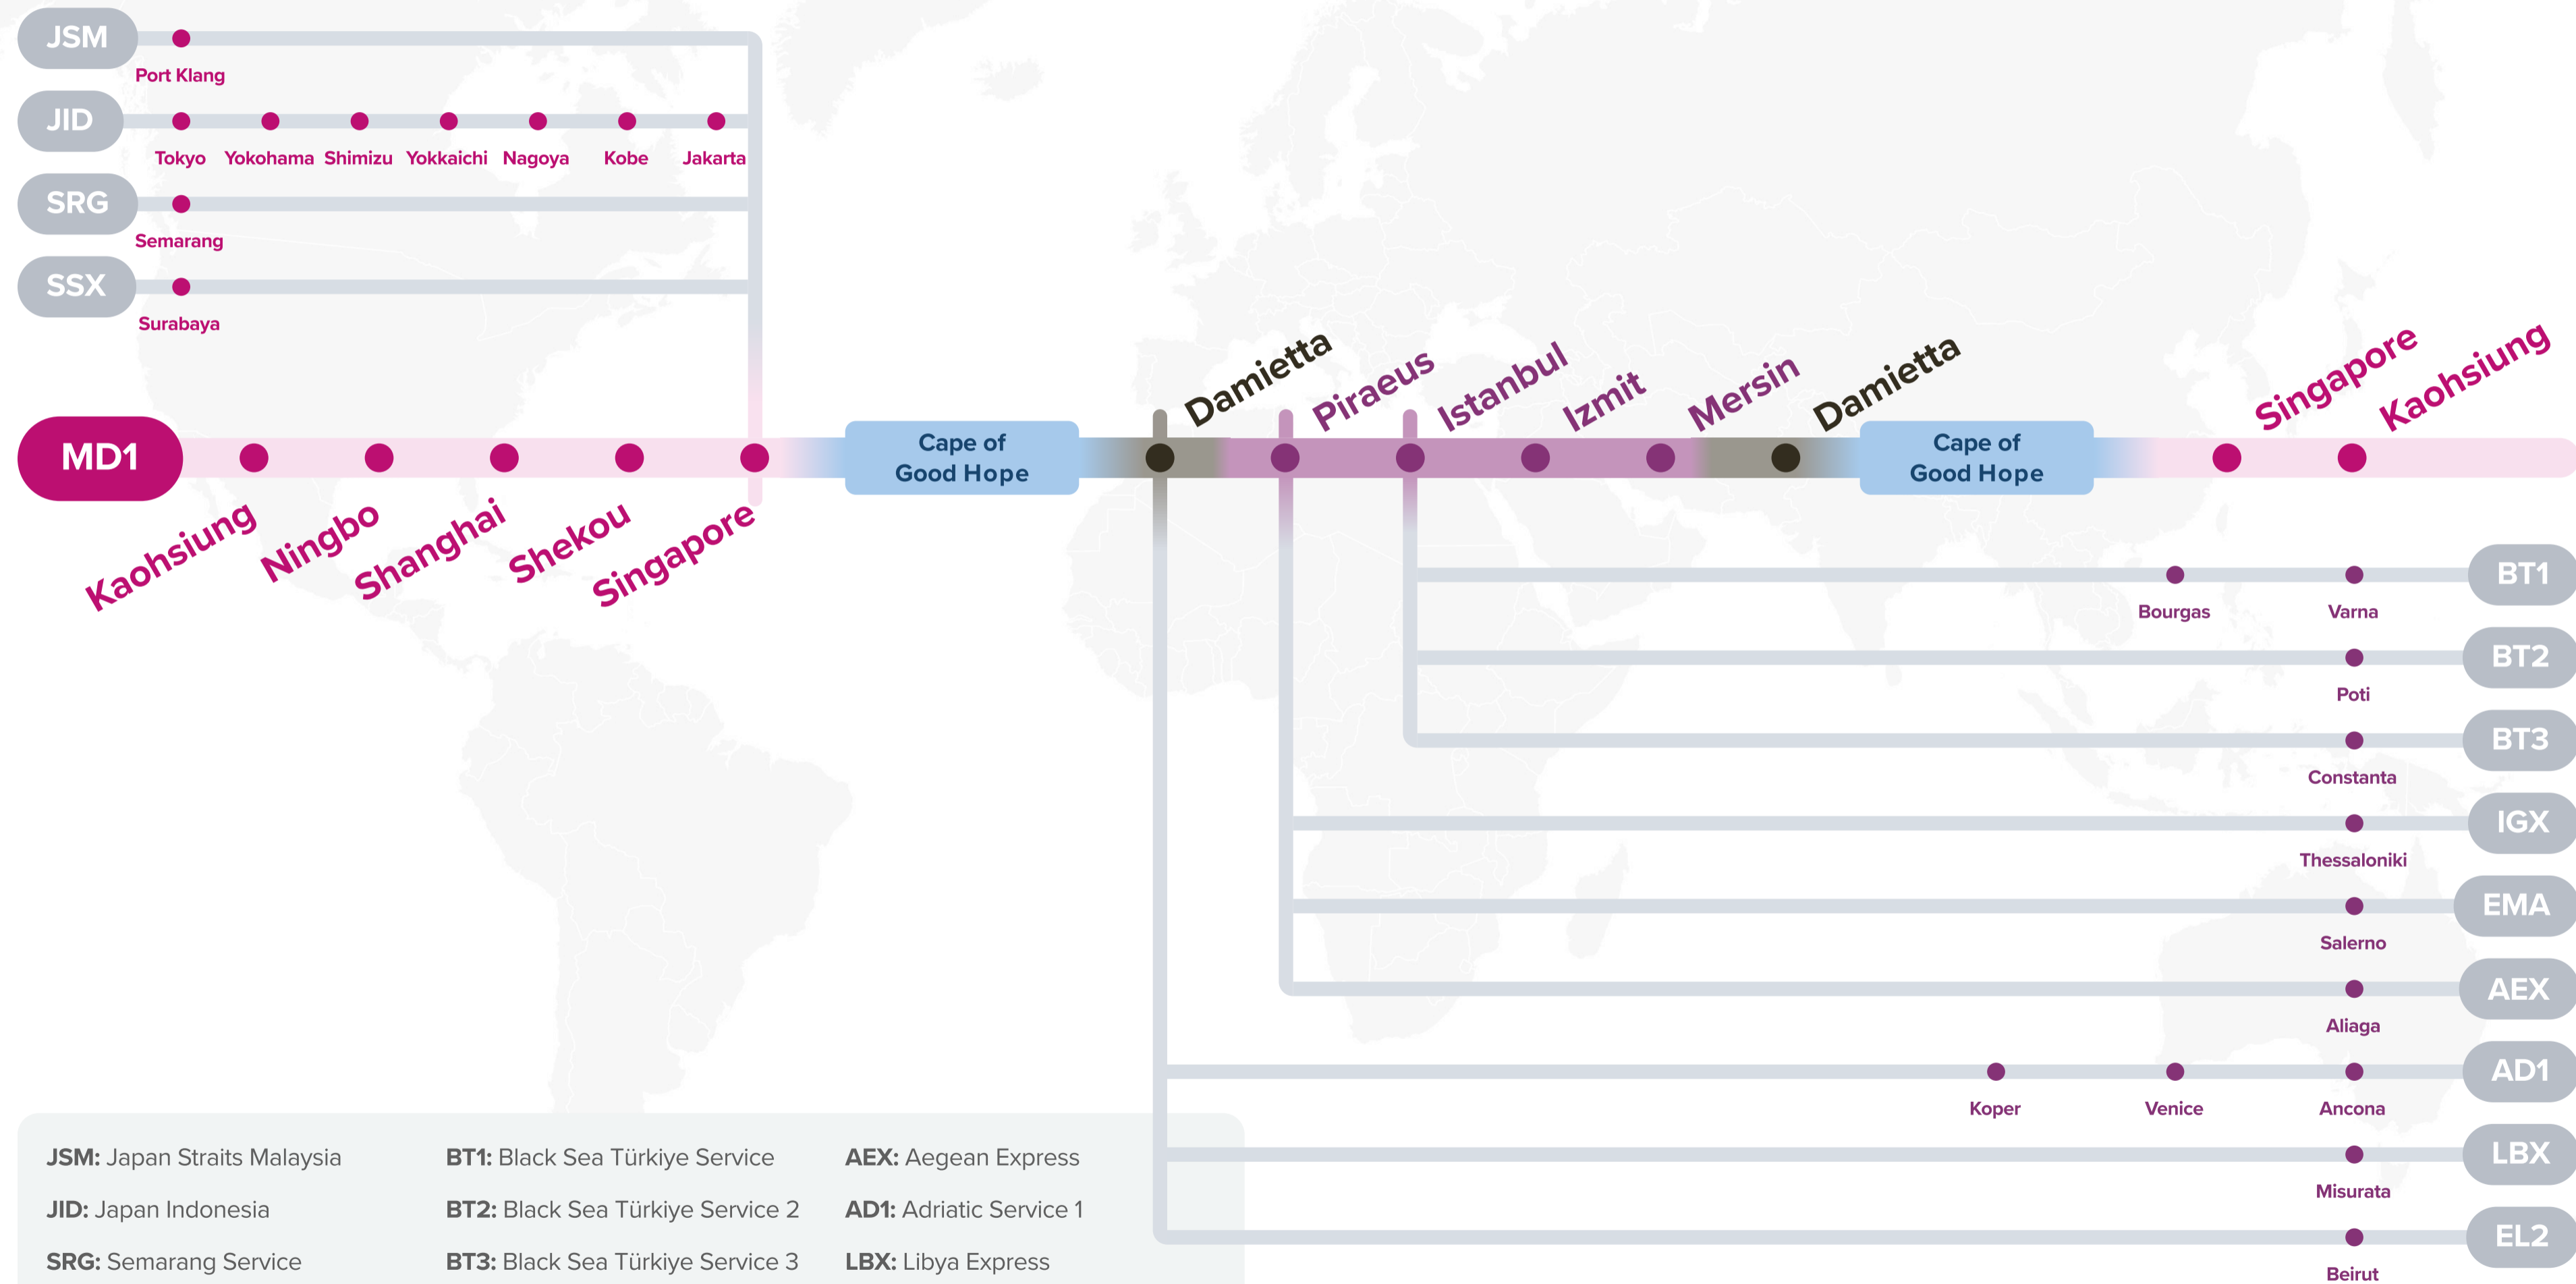 JSM
Port Klang
JID
Tokyo Yokohama Shimizu Yokkaichi Nagoya Kobe Jakarta
SRG
Semarang
SSX
Surabaya
MD1
Kaohsiung
Ningbo
Shanghai
Shekou
Singapore
Cape of
Good Hope
Damietta
Piraeus
Istanbul
Izmit
Mersin
Damietta
Cape of
Good Hope
Singapore
Kaohsiung
BT1
Bourgas Varna
BT2
Poti
BT3
Constanta
IGX
Thessaloniki
EMA
Salerno
AEX
Aliaga
AD1
Koper Venice Ancona
LBX
Misurata
EL2
Beirut
JSM: Japan Straits Malaysia
JID: Japan Indonesia
SRG: Semarang Service
BT1: Black Sea Türkiye Service
BT2: Black Sea Türkiye Service 2
BT3: Black Sea Türkiye Service 3
AEX: Aegean Express
AD1: Adriatic Service 1
LBX: Libya Express